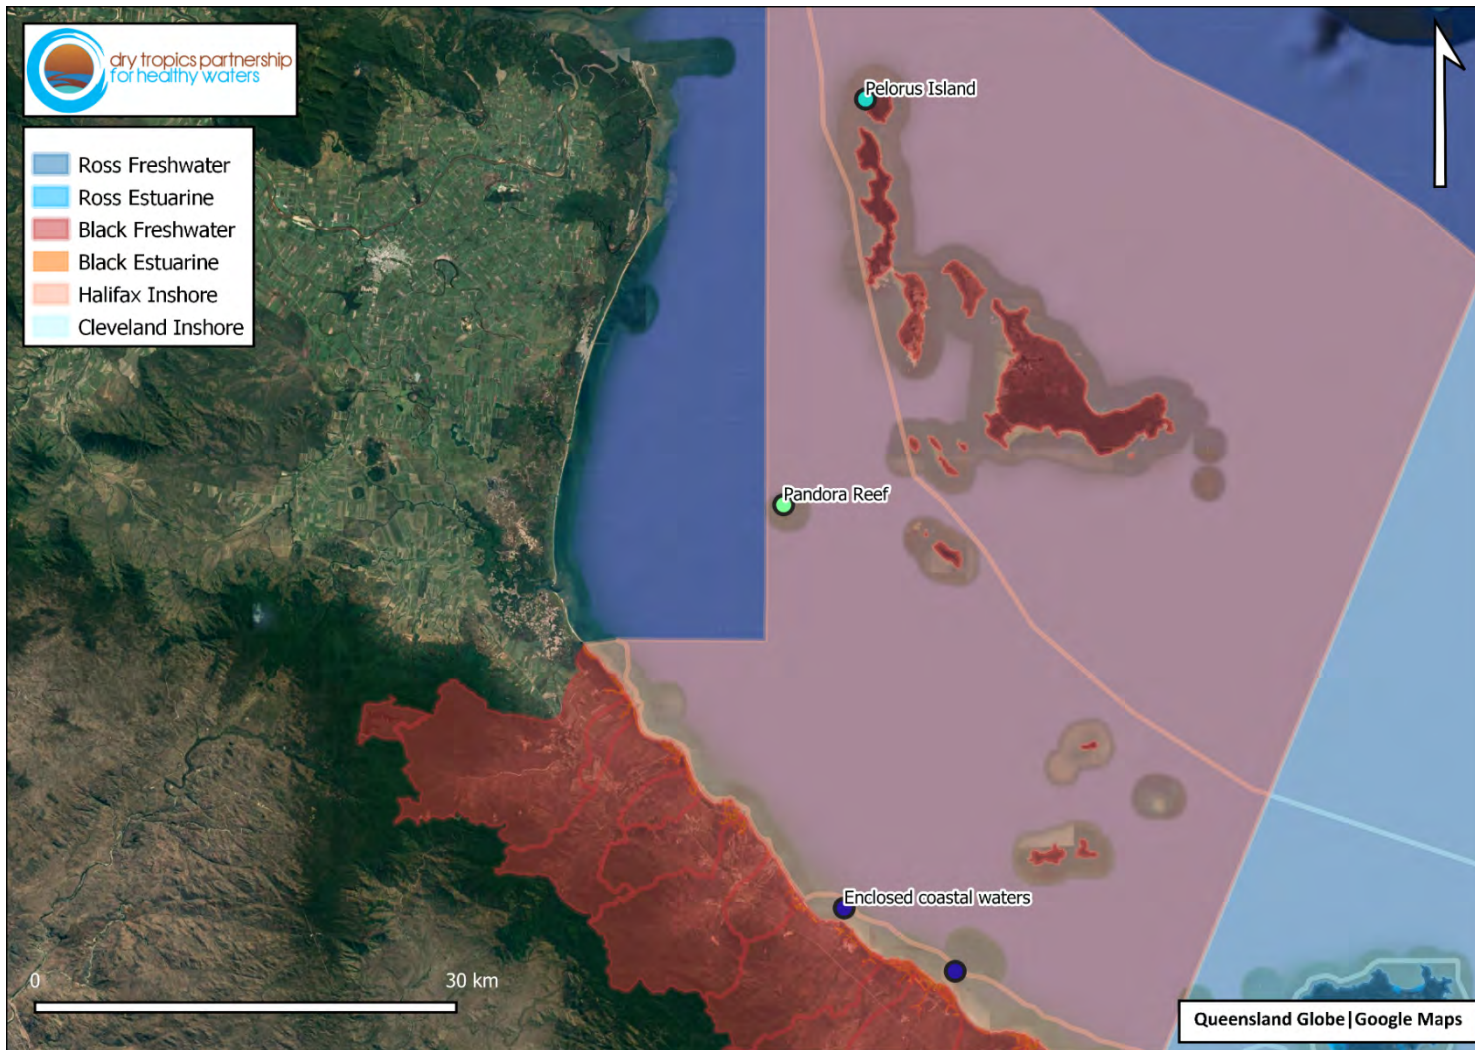 dry tropics partnership
for healthy waters
Ross Freshwater
Ross Estuarine
Black Freshwater
Black Estuarine
Halifax Inshore
Cleveland Inshore
Pelorus Island
Pandora Reef
Enclosed coastal waters
0 30 km
Queensland Globe|Google Maps